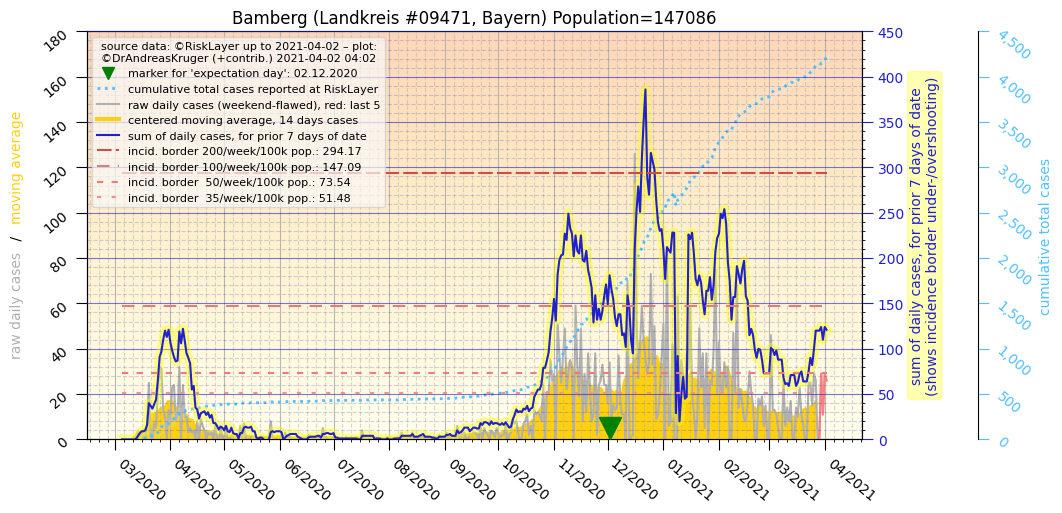 Bamberg (Landkreis #09471, Bayern) Population=147086
source data: ©RiskLayer up to 2021-04-02 – plot:
©DrAndreasKruger (+contrib.) 2021-04-02 04:02
marker for 'expectation day': 02.12.2020
cumulative total cases reported at RiskLayer
raw daily cases (weekend-flawed), red: last 5
centered moving average, 14 days cases
sum of daily cases, for prior 7 days of date
incid. border 200/week/100k pop.: 294.17
incid. border 100/week/100k pop.: 147.09
incid. border  50/week/100k pop.: 73.54
incid. border  35/week/100k pop.: 51.48
raw daily cases  /  moving average
180
160
140
120
100
80
60
40
20
0
03/2020
04/2020
05/2020
06/2020
07/2020
08/2020
09/2020
10/2020
11/2020
12/2020
01/2021
02/2021
03/2021
04/2021
450
400
350
300
250
200
150
100
50
0
sum of daily cases, for prior 7 days of date
(shows incidence border under-/overshooting)
4,500
4,000
3,500
3,000
2,500
2,000
1,500
1,000
500
0
cumulative total cases